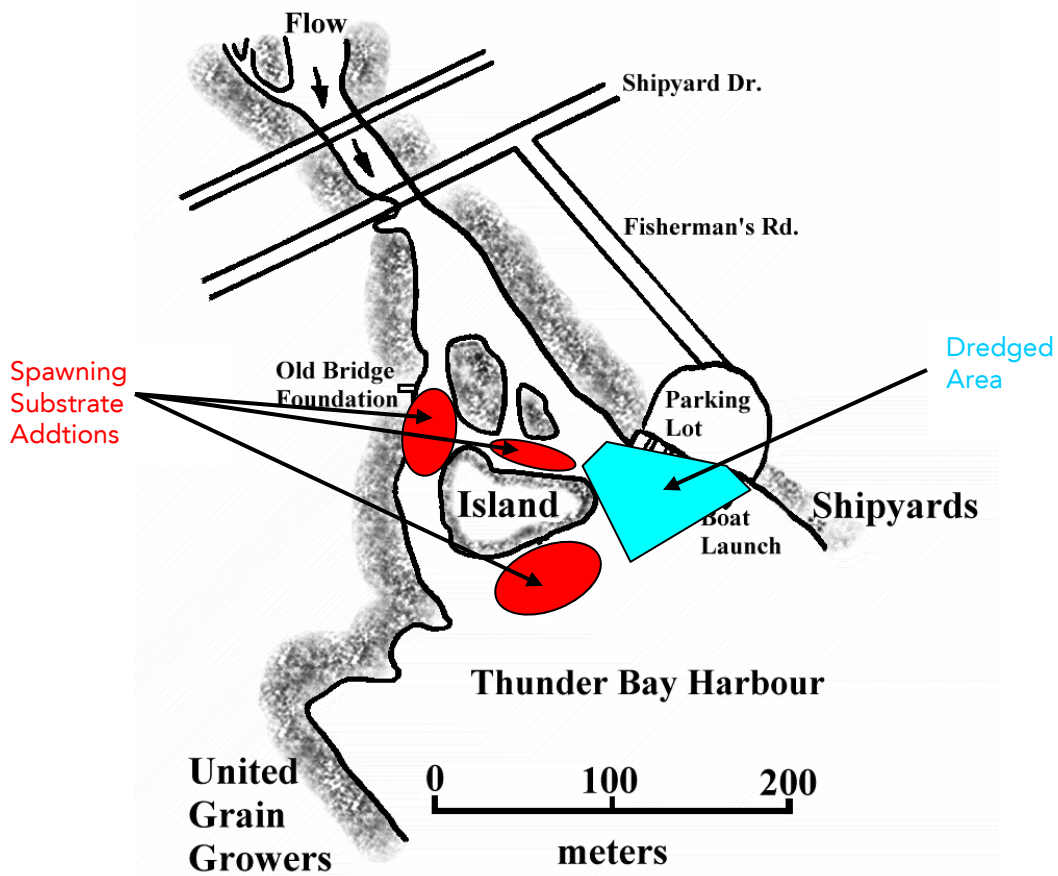 Flow
Shipyard Dr.
Fisherman's Rd.
Dredged
Area
Spawning
Substrate
Addtions
Old Bridge
Foundation
Parking
Lot
Island
Shipyards
Boat
Launch
Thunder Bay Harbour
United
Grain
Growers
0 100 200
meters